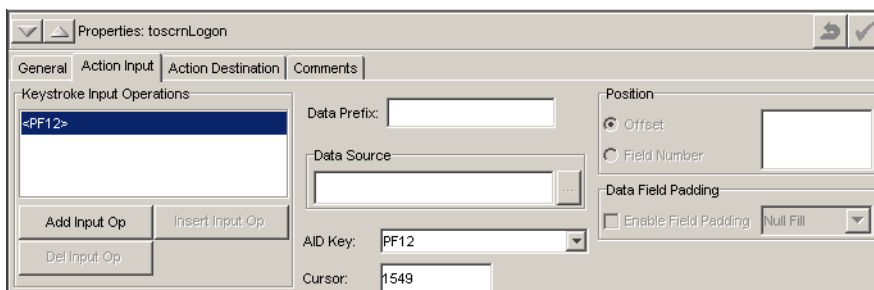 Properties: toscrnLogon
General Action Input Action Destination Comments
Keystroke Input Operations
<PF12>
Add Input Op Insert Input Op
Del Input Op
Data Prefix:
Data Source
...
AID Key: PF12
Cursor: 1549
Position
Offset
Field Number
Data Field Padding
Enable Field Padding Null Fill